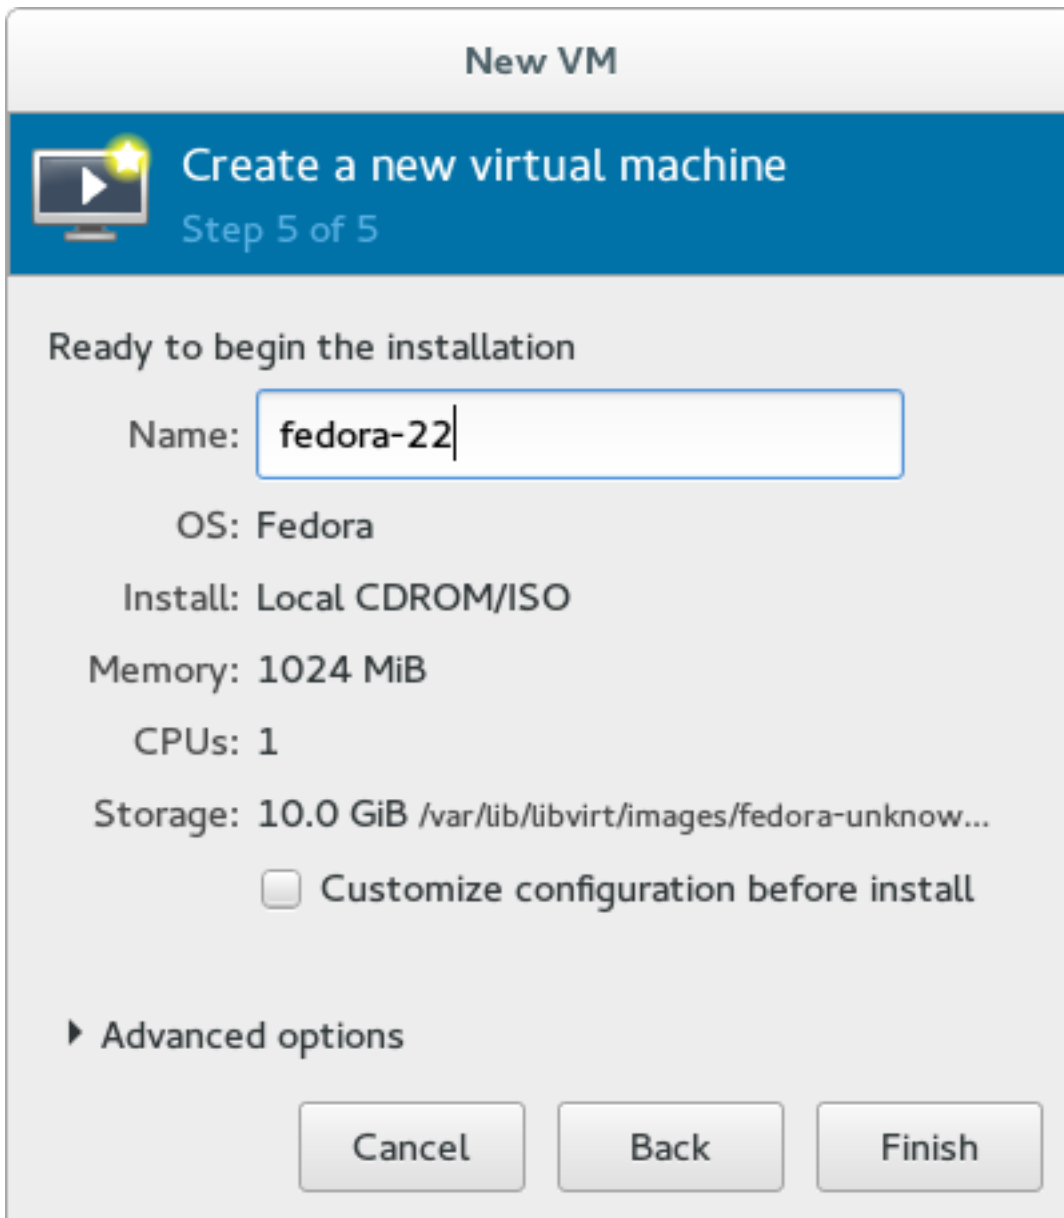 New VM
Create a new virtual machine
Step 5 of 5
Ready to begin the installation
Name: fedora-22
OS: Fedora
Install: Local CDROM/ISO
Memory: 1024 MiB
CPUs: 1
Storage: 10.0 GiB /var/lib/libvirt/images/fedora-unknow...
Customize configuration before install
Advanced options
Cancel Back Finish